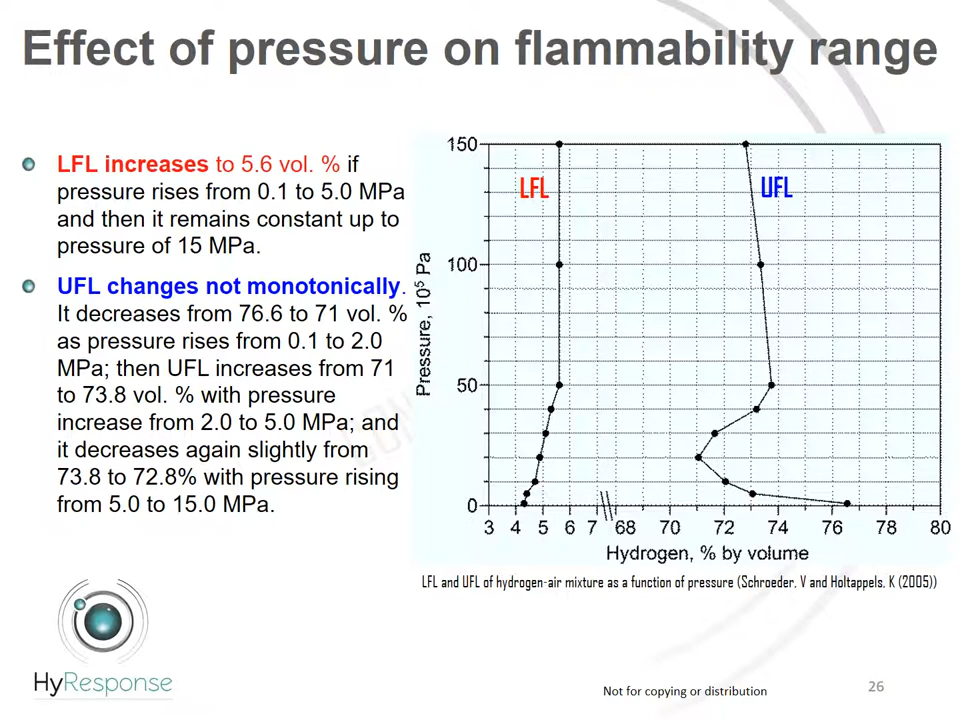 Effect of pressure on flammability range
LFL increases to 5.6 vol. % if
pressure rises from 0.1 to 5.0 MPa
and then it remains constant up to
pressure of 15 MPa.
UFL changes not monotonically.
It decreases from 76.6 to 71 vol. %
as pressure rises from 0.1 to 2.0
MPa; then UFL increases from 71
to 73.8 vol. % with pressure
increase from 2.0 to 5.0 MPa; and
it decreases again slightly from
73.8 to 72.8% with pressure rising
from 5.0 to 15.0 MPa.
150
100
50
0
Pressure, 10⁵ Pa
LFL
UFL
3 4 5 6 7 68 70 72 74 76 78 80
Hydrogen, % by volume
LFL and UFL of hydrogen-air mixture as a function of pressure (Schroeder, V and Holtappels, K (2005))
HyResponse
Not for copying or distribution
26